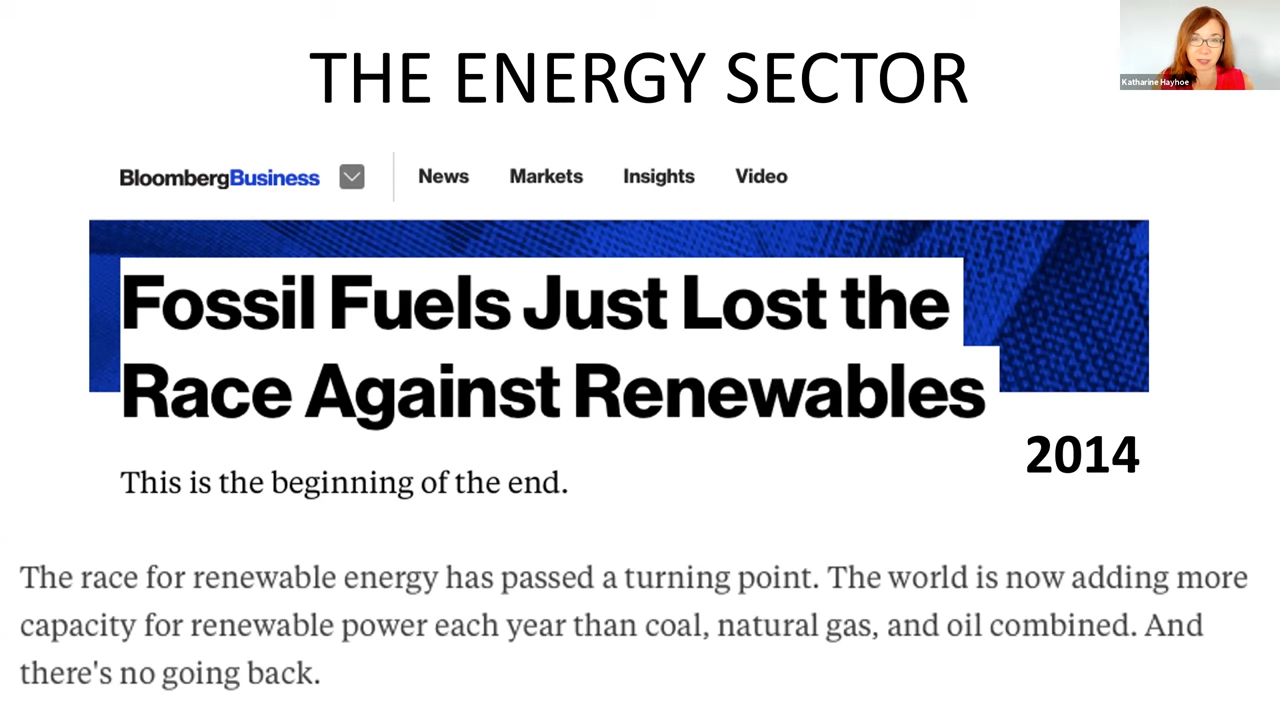 THE ENERGY SECTOR
Katharine Hayhoe
BloombergBusiness News Markets Insights Video
Fossil Fuels Just Lost the
Race Against Renewables
2014
This is the beginning of the end.
The race for renewable energy has passed a turning point. The world is now adding more
capacity for renewable power each year than coal, natural gas, and oil combined. And
there's no going back.